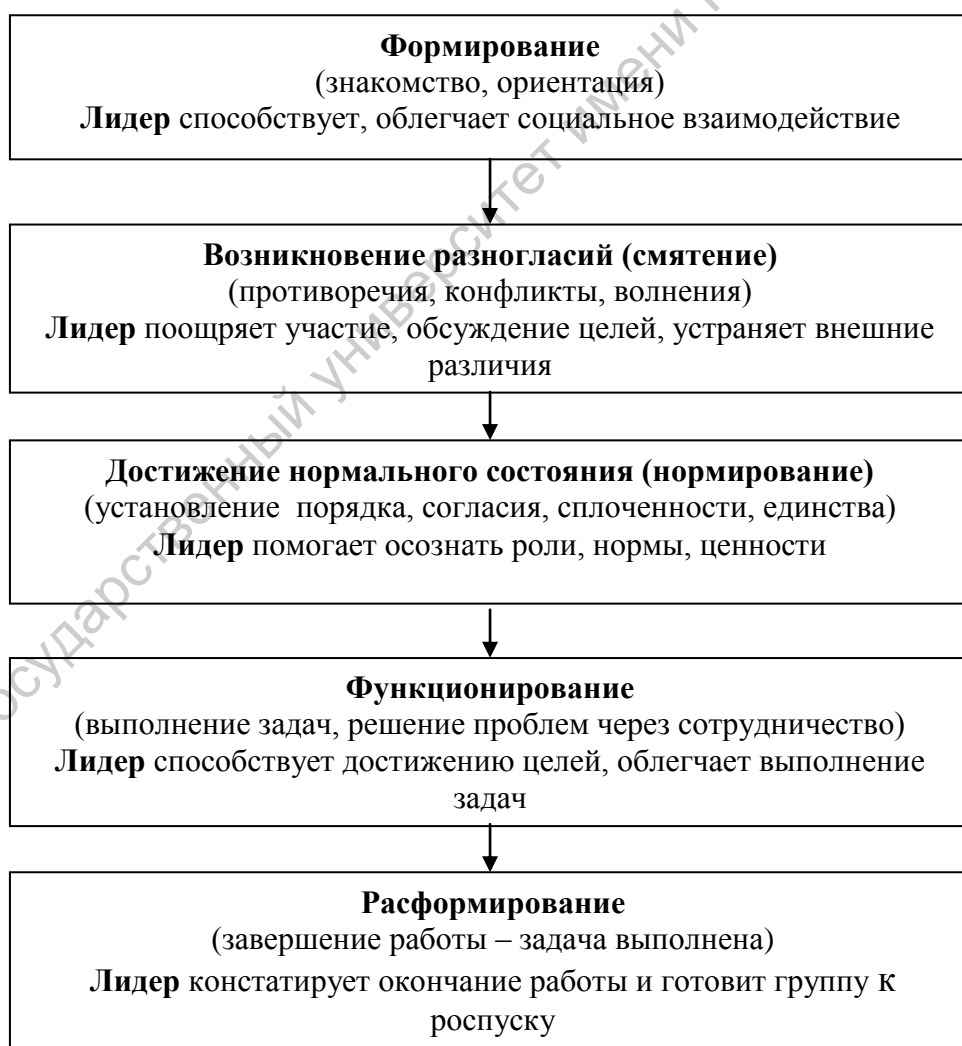 Формирование
(знакомство, ориентация)
Лидер способствует, облегчает социальное взаимодействие
Возникновение разногласий (смятение)
(противоречия, конфликты, волнения)
Лидер поощряет участие, обсуждение целей, устраняет внешние
различия
Достижение нормального состояния (нормирование)
(установление порядка, согласия, сплоченности, единства)
Лидер помогает осознать роли, нормы, ценности
Функционирование
(выполнение задач, решение проблем через сотрудничество)
Лидер способствует достижению целей, облегчает выполнение
задач
Расформирование
(завершение работы – задача выполнена)
Лидер констатирует окончание работы и готовит группу к
роспуску
осударственный университет имени